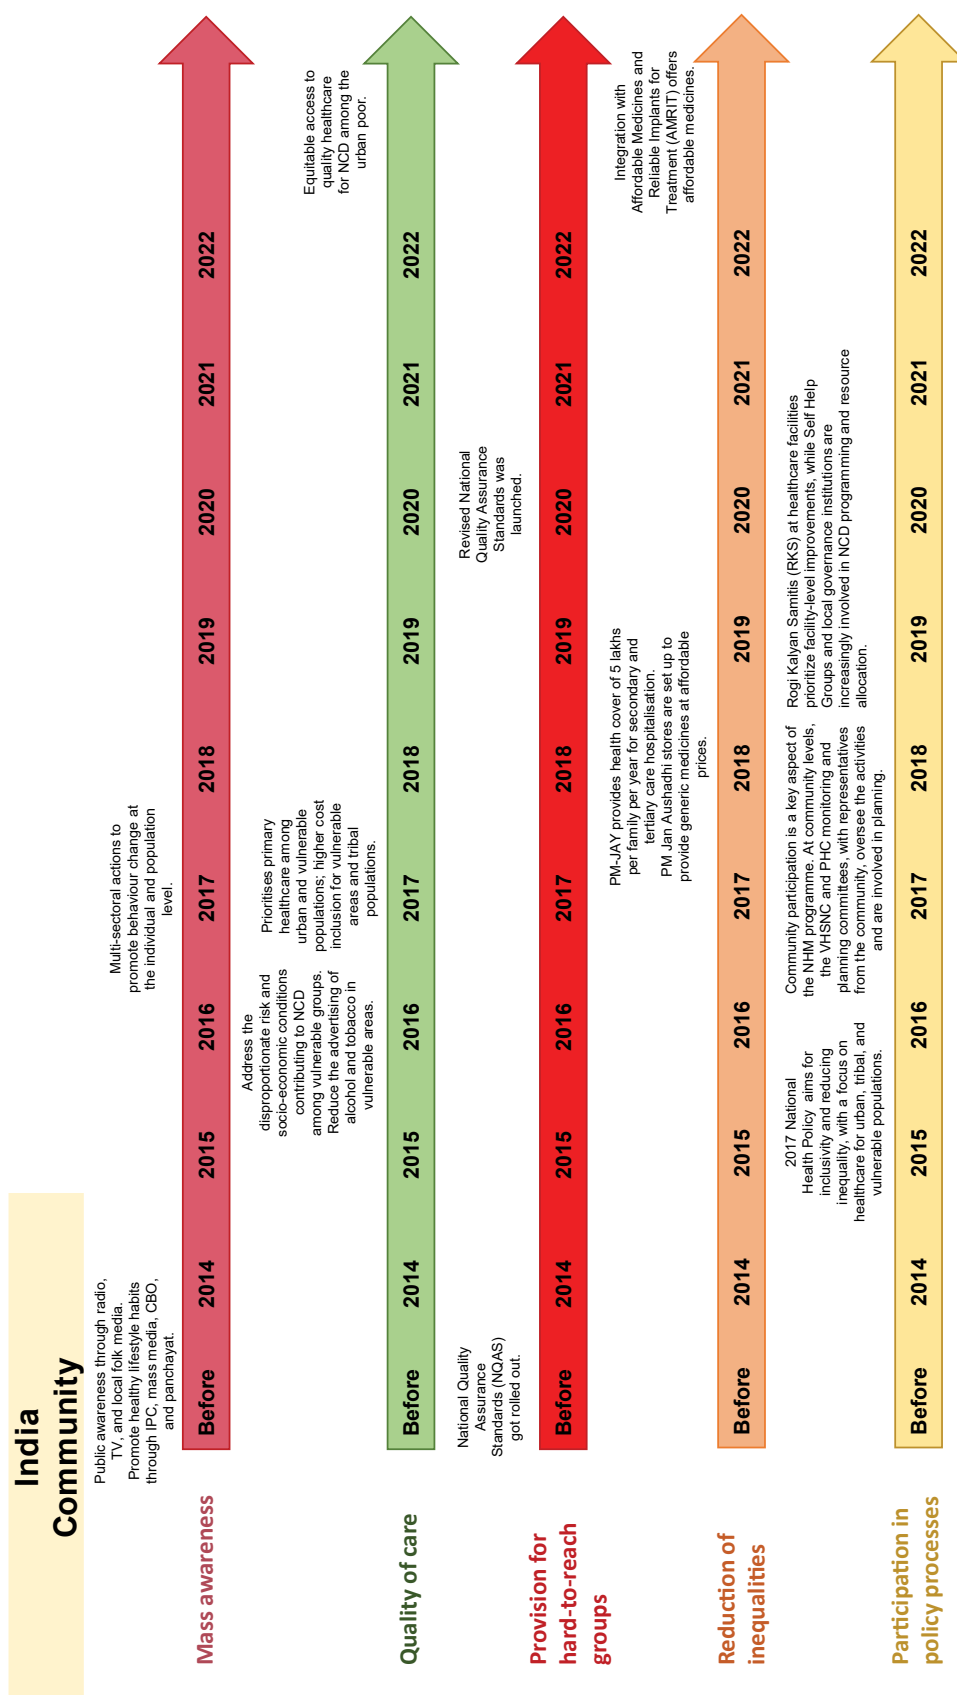 India
Community
Public awareness through radio,
TV, and local folk media.
Promote healthy lifestyle habits
through IPC, mass media, CBO,
and panchayat.
Multi-sectoral actions to
promote behaviour change at
the individual and population
level.
Mass awareness
Before 2014 2015 2016 2017 2018 2019 2020 2021 2022
Address the
disproportionate risk and
socio-economic conditions
contributing to NCD
among vulnerable groups.
Reduce the advertising of
alcohol and tobacco in
vulnerable areas.
Prioritises primary
healthcare among
urban and vulnerable
populations; higher cost
inclusion for vulnerable
areas and tribal
populations.
Equitable access to
quality healthcare
for NCD among the
urban poor.
Quality of care
Before 2014 2015 2016 2017 2018 2019 2020 2021 2022
National Quality
Assurance
Standards (NQAS)
got rolled out.
Revised National
Quality Assurance
Standards was
launched.
Provision for
hard-to-reach
groups
Before 2014 2015 2016 2017 2018 2019 2020 2021 2022
PM-JAY provides health cover of 5 lakhs
per family per year for secondary and
tertiary care hospitalisation.
PM Jan Aushadhi stores are set up to
provide generic medicines at affordable
prices.
Integration with
Affordable Medicines and
Reliable Implants for
Treatment (AMRIT) offers
affordable medicines.
Reduction of
inequalities
Before 2014 2015 2016 2017 2018 2019 2020 2021 2022
2017 National
Health Policy aims for
inclusivity and reducing
inequality, with a focus on
healthcare for urban, tribal, and
vulnerable populations.
Community participation is a key aspect of
the NHM programme. At community levels,
the VHSNC and PHC monitoring and
planning committees, with representatives
from the community, oversee the activities
and are involved in planning.
Rogi Kalyan Samitis (RKS) at healthcare facilities
prioritize facility-level improvements, while Self Help
Groups and local governance institutions are
increasingly involved in NCD programming and resource
allocation.
Participation in
policy processes
Before 2014 2015 2016 2017 2018 2019 2020 2021 2022